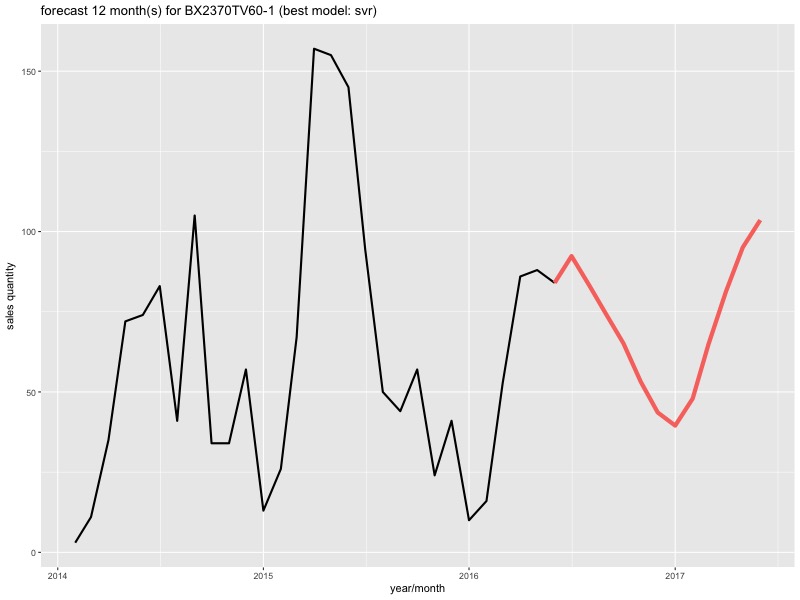 forecast 12 month(s) for BX2370TV60-1 (best model: svr)
sales quantity
150
100
50
0
2014
2015
2016
2017
year/month